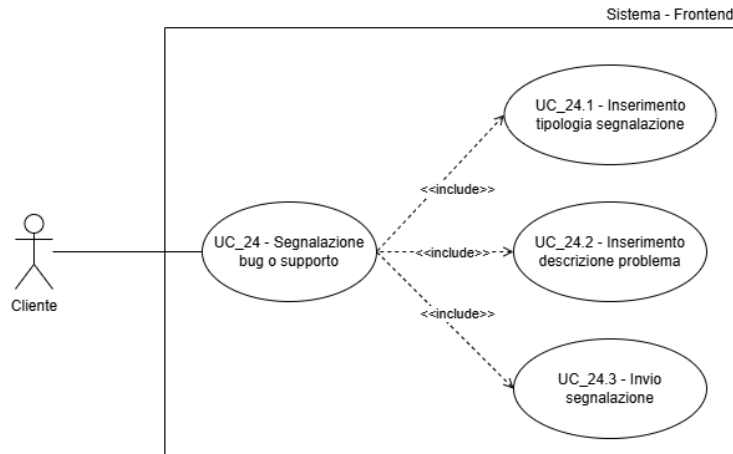 Sistema - Frontend
UC_24.1 - Inserimento
tipologia segnalazione
<<include>>
UC_24 - Segnalazione
bug o supporto
<<include>>
UC_24.2 - Inserimento
descrizione problema
Cliente
<<include>>
UC_24.3 - Invio
segnalazione